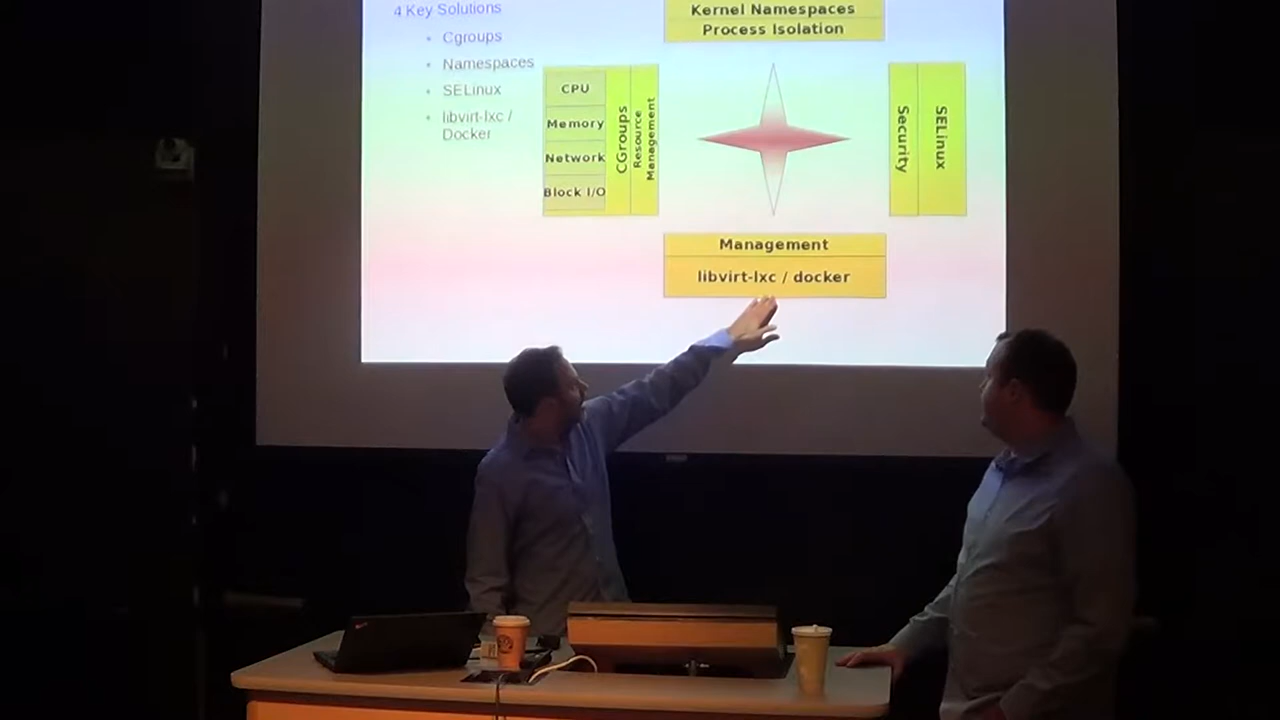 4 Key Solutions
Cgroups
Namespaces
SELinux
libvirt-lxc /
Docker
Kernel Namespaces
Process Isolation
CPU
Memory
Network
Block I/O
CGroups
Resource
Management
Security
SELinux
Management
libvirt-lxc / docker